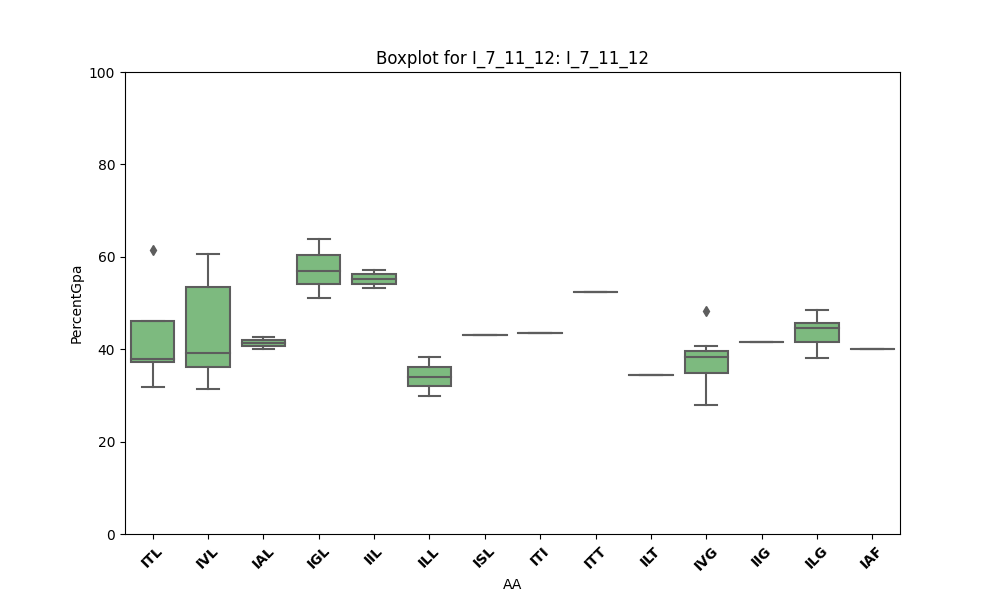 Boxplot for I_7_11_12: I_7_11_12
PercentGpa
100
80
60
40
20
0
ITL IVL IAL IGL IIL ILL ISL ITI ITT ILT IVG IIG ILG IAF
AA